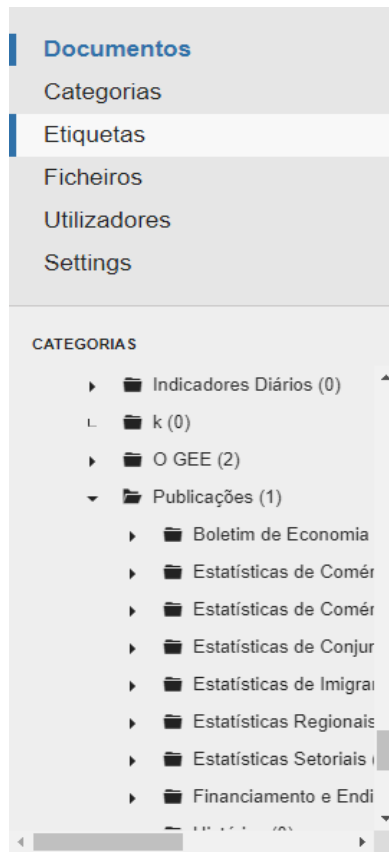 Documentos
Categorias
Etiquetas
Ficheiros
Utilizadores
Settings
CATEGORIAS
Indicadores Diários (0)
k (0)
O GEE (2)
Publicações (1)
Boletim de Economia
Estatísticas de Comér
Estatísticas de Comér
Estatísticas de Conjun
Estatísticas de Imigra
Estatísticas Regionais
Estatísticas Setoriais (
Financiamento e Endi